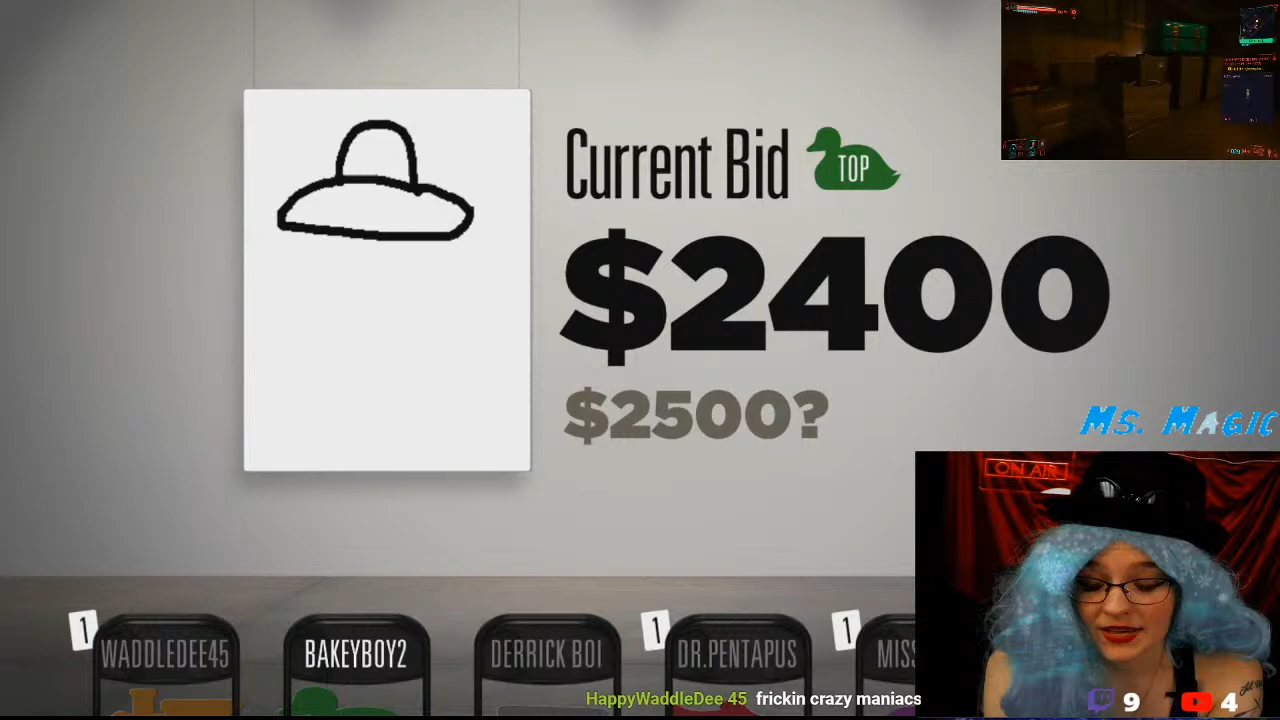 Current Bid
TOP
$2400
$2500?
Ms. Magic
ON AIR
1
WADDLEDEE45
BAKEYBOY2
DERRICK BOI
1
DR.PENTAPUS
1
MISS
HappyWaddleDee 45 frickin crazy maniacs
9
4